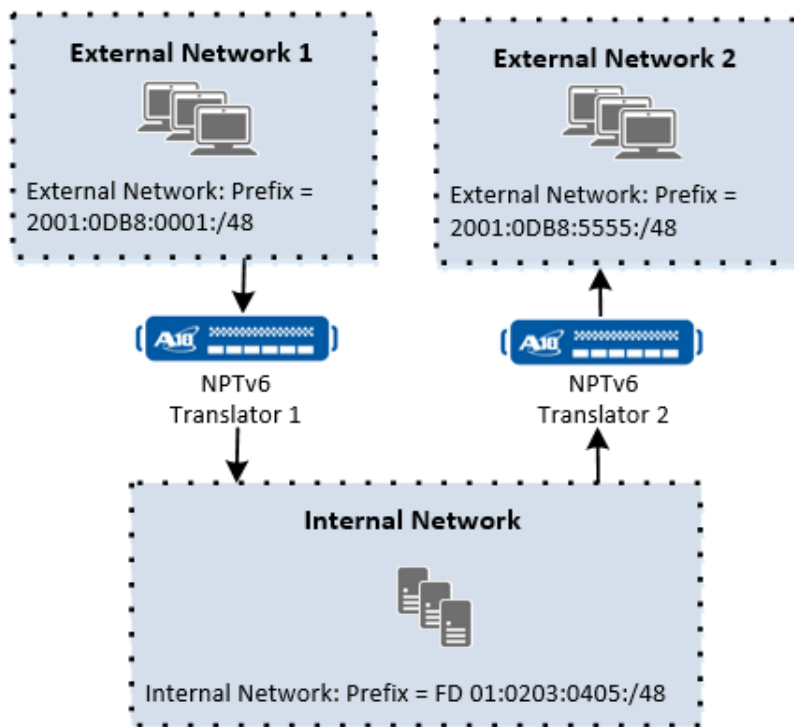 External Network 1
External Network: Prefix =
2001:0DB8:0001:/48
External Network 2
External Network: Prefix =
2001:0DB8:5555:/48
A10
NPTv6
Translator 1
A10
NPTv6
Translator 2
Internal Network
Internal Network: Prefix = FD 01:0203:0405:/48